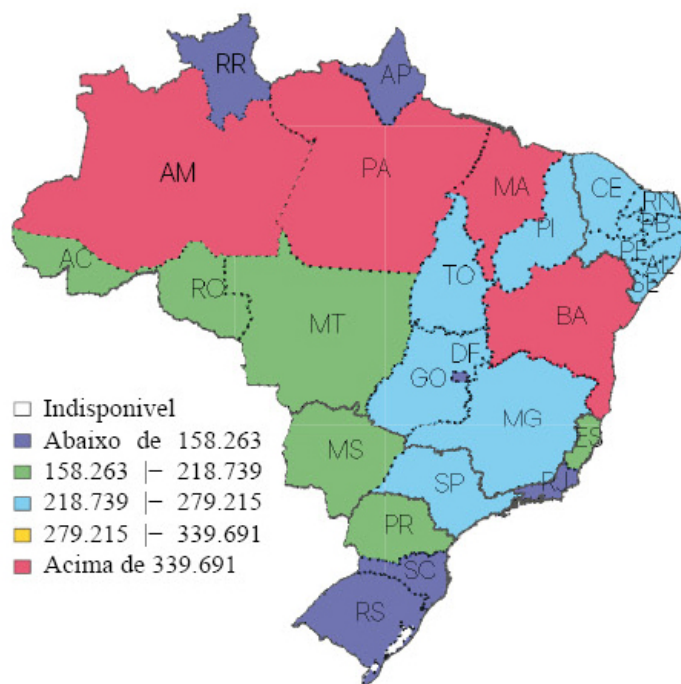 RR
AP
AM
PA
MA
CE
RN
PB
PI
PE
AL
SE
AC
RO
TO
BA
MT
DF
GO
MG
ES
MS
SP
RJ
PR
SC
RS
Indisponivel
Abaixo de 158.263
158.263 |− 218.739
218.739 |− 279.215
279.215 |− 339.691
Acima de 339.691